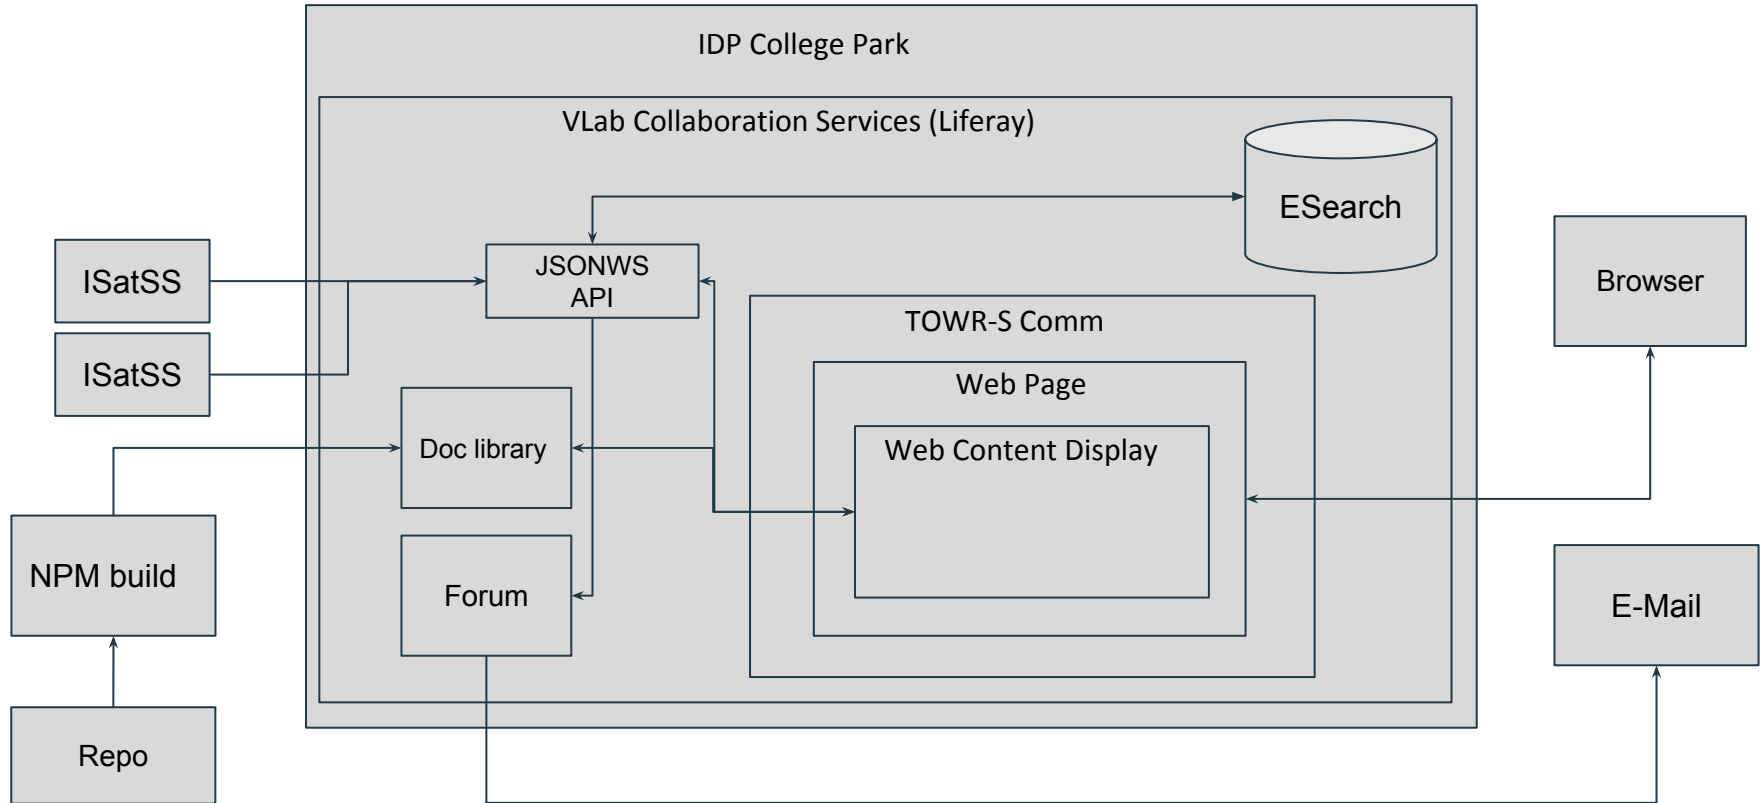 IDP College Park
VLab Collaboration Services (Liferay)
ESearch
JSONWS
API
ISatSS
ISatSS
Browser
TOWR-S Comm
Web Page
Web Content Display
Doc library
NPM build
Forum
E-Mail
Repo